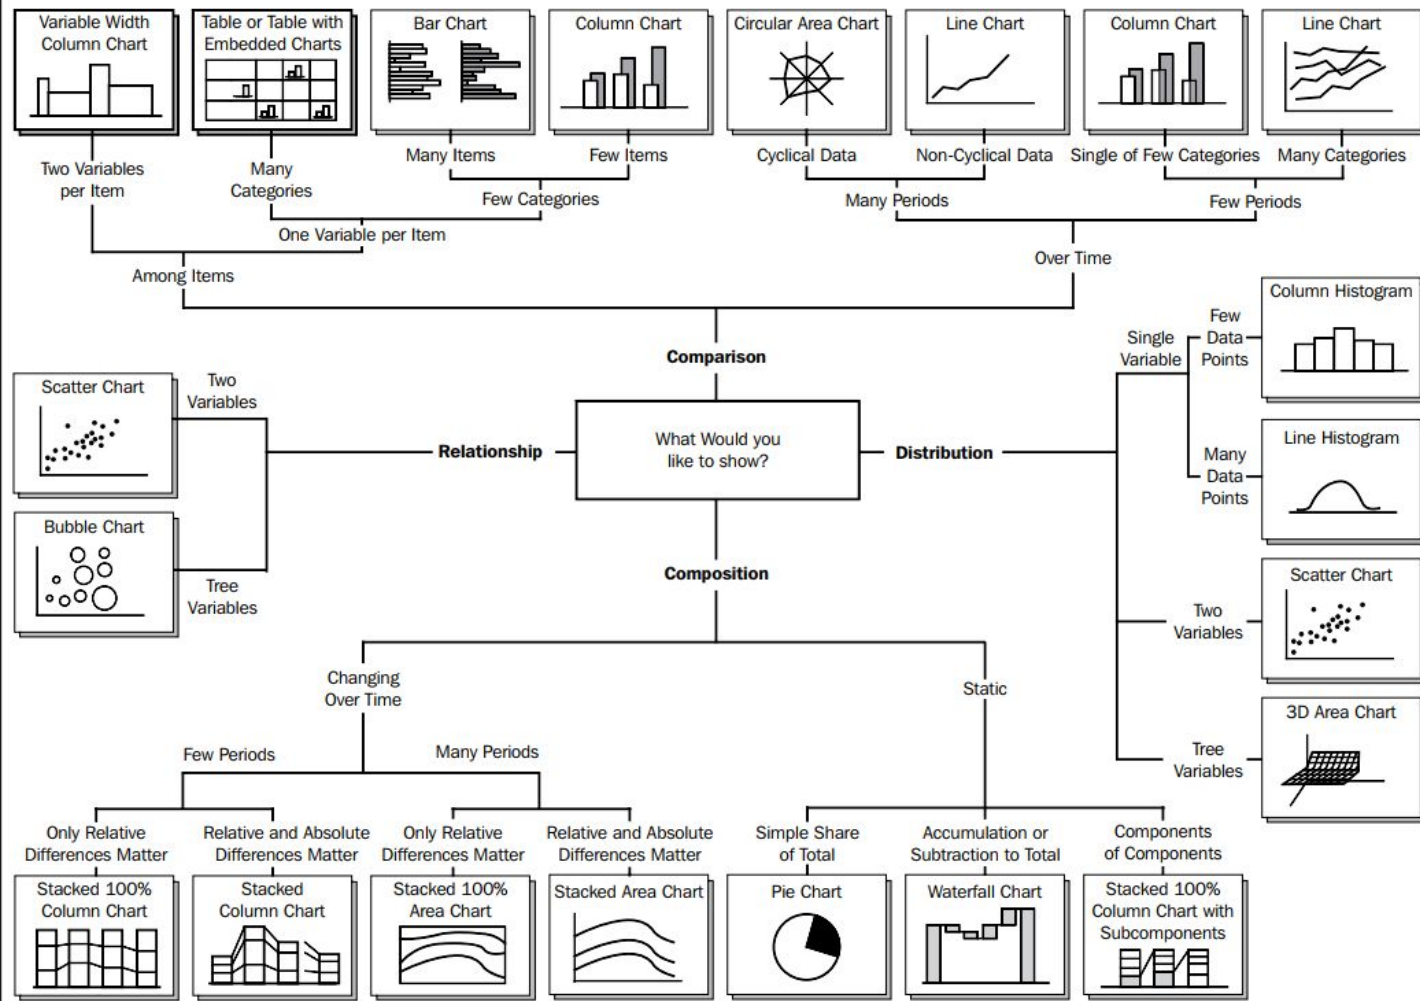 Variable Width
Column Chart
Table or Table with
Embedded Charts
Bar Chart
Column Chart
Circular Area Chart
Line Chart
Column Chart
Line Chart
Two Variables
per Item
Many
Categories
Many Items
Few Items
Cyclical Data
Non-Cyclical Data
Single of Few Categories
Many Categories
Few Categories
Many Periods
Few Periods
One Variable per Item
Among Items
Over Time
Comparison
Scatter Chart
Two
Variables
Relationship
Bubble Chart
Tree
Variables
What Would you
like to show?
Distribution
Single
Variable
Few
Data
Points
Column Histogram
Many
Data
Points
Line Histogram
Two
Variables
Scatter Chart
Tree
Variables
3D Area Chart
Composition
Changing
Over Time
Static
Few Periods
Many Periods
Only Relative
Differences Matter
Relative and Absolute
Differences Matter
Only Relative
Differences Matter
Relative and Absolute
Differences Matter
Simple Share
of Total
Accumulation or
Subtraction to Total
Components
of Components
Stacked 100%
Column Chart
Stacked
Column Chart
Stacked 100%
Area Chart
Stacked Area Chart
Pie Chart
Waterfall Chart
Stacked 100%
Column Chart with
Subcomponents